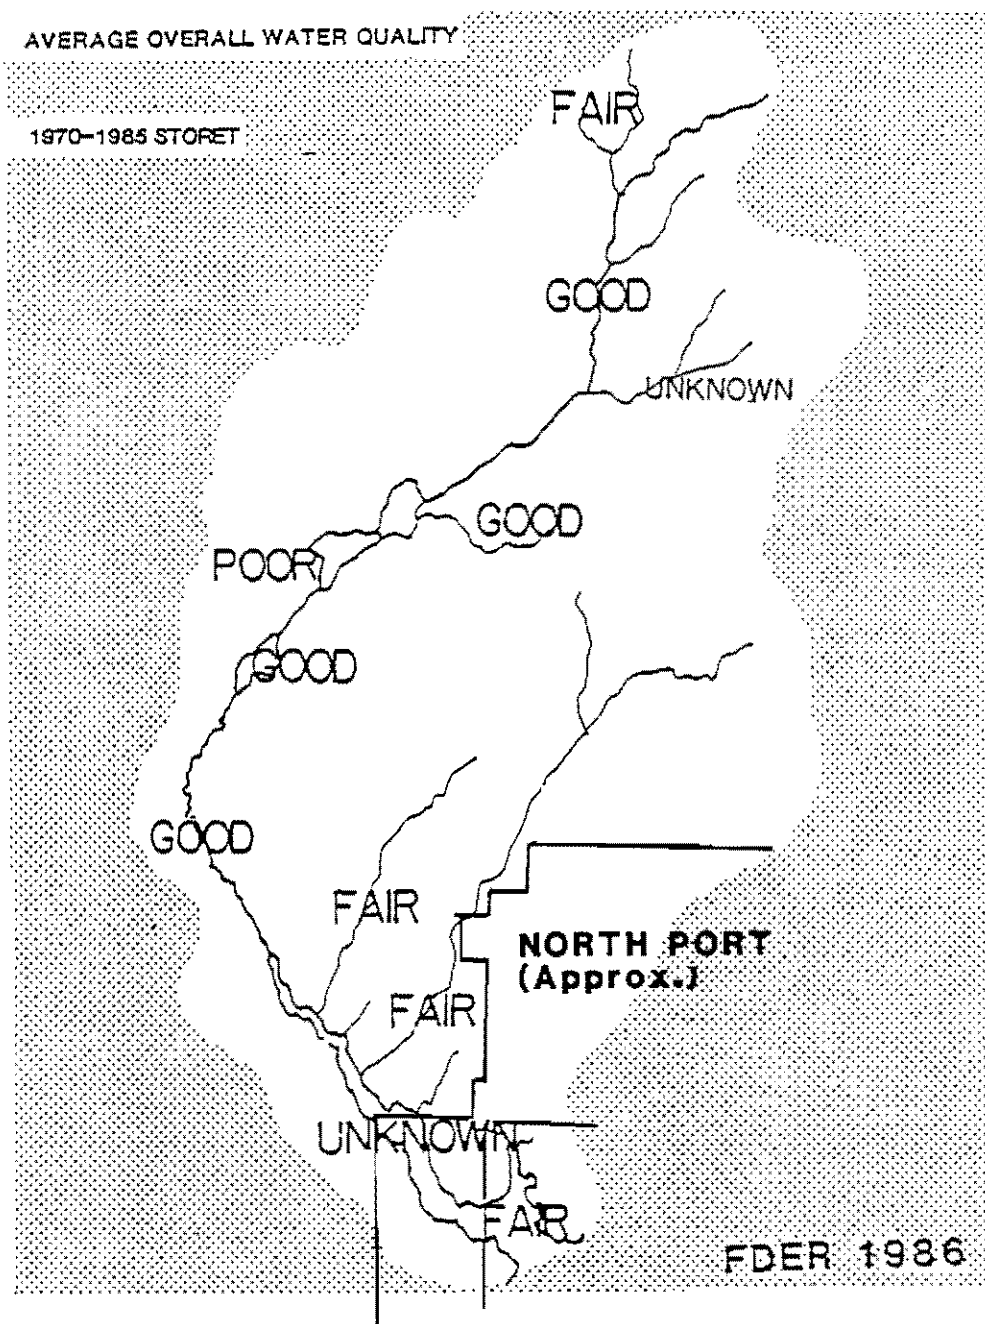 AVERAGE OVERALL WATER QUALITY
1970-1985 STORET
FAIR
GOOD
UNKNOWN
GOOD
POOR
GOOD
GOOD
FAIR
NORTH PORT
(Approx.)
FAIR
UNKNOWN
FAIR
FDER 1986